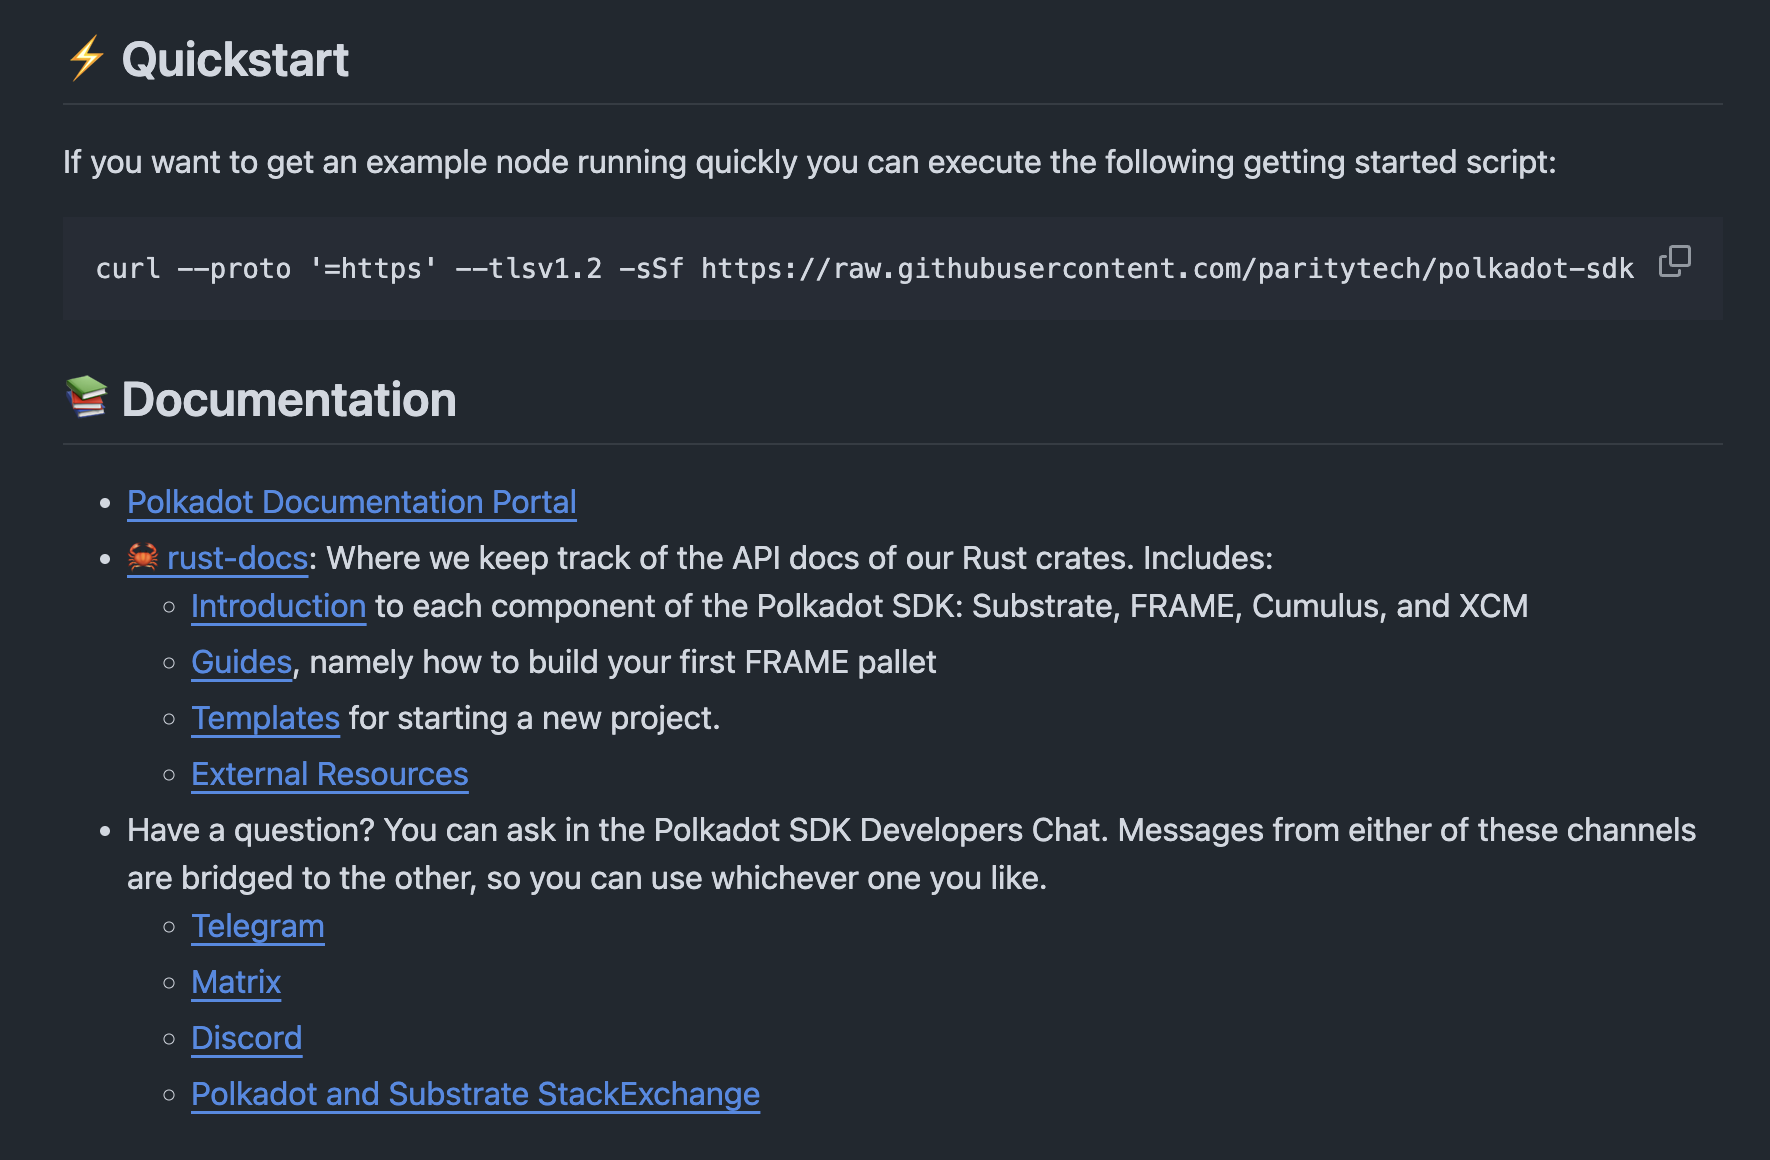 ⚡ Quickstart
If you want to get an example node running quickly you can execute the following getting started script:
curl --proto '=https' --tlsv1.2 -sSf https://raw.githubusercontent.com/paritytech/polkadot-sdk
📚 Documentation
• Polkadot Documentation Portal
• 🦀 rust-docs: Where we keep track of the API docs of our Rust crates. Includes:
◦ Introduction to each component of the Polkadot SDK: Substrate, FRAME, Cumulus, and XCM
◦ Guides, namely how to build your first FRAME pallet
◦ Templates for starting a new project.
◦ External Resources
• Have a question? You can ask in the Polkadot SDK Developers Chat. Messages from either of these channels
are bridged to the other, so you can use whichever one you like.
◦ Telegram
◦ Matrix
◦ Discord
◦ Polkadot and Substrate StackExchange